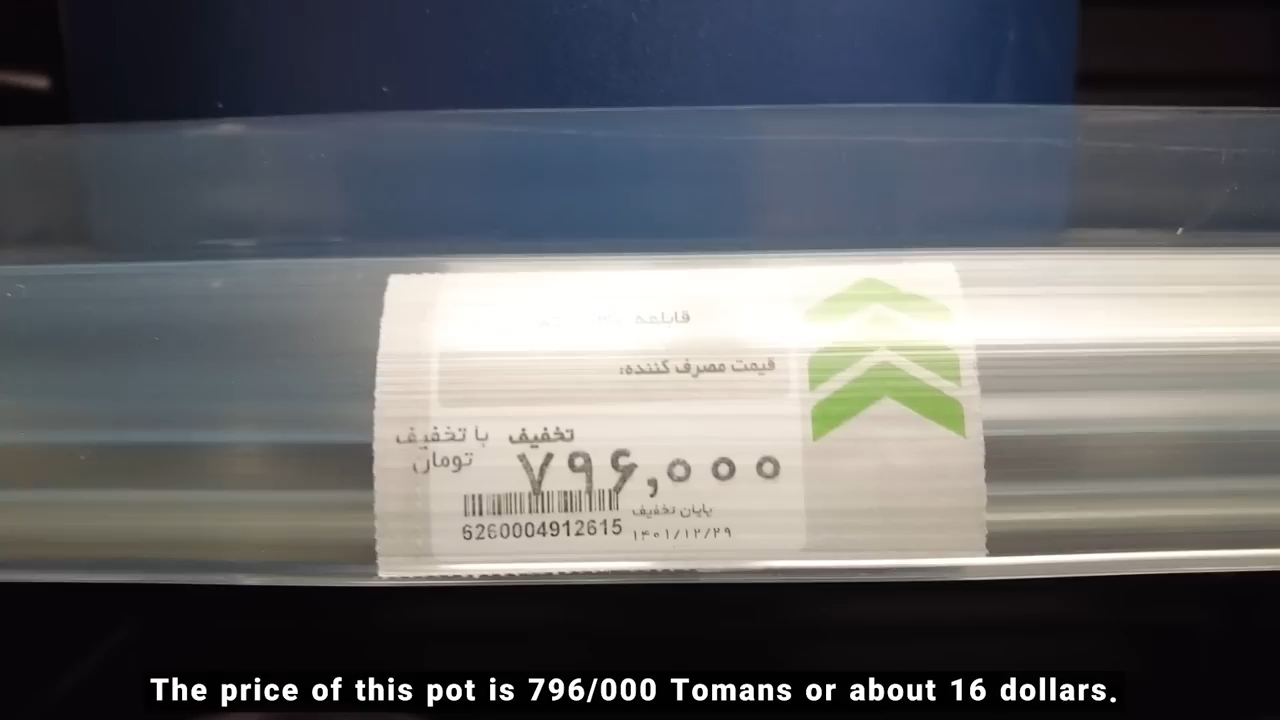 قابلمه
قیمت مصرف کننده:
تخفیف با تخفیف
۷۹۶,۰۰۰ تومان
پایان تخفیف
6260004912615 ۱۴۰۱/۱۲/۲۹
The price of this pot is 796/000 Tomans or about 16 dollars.